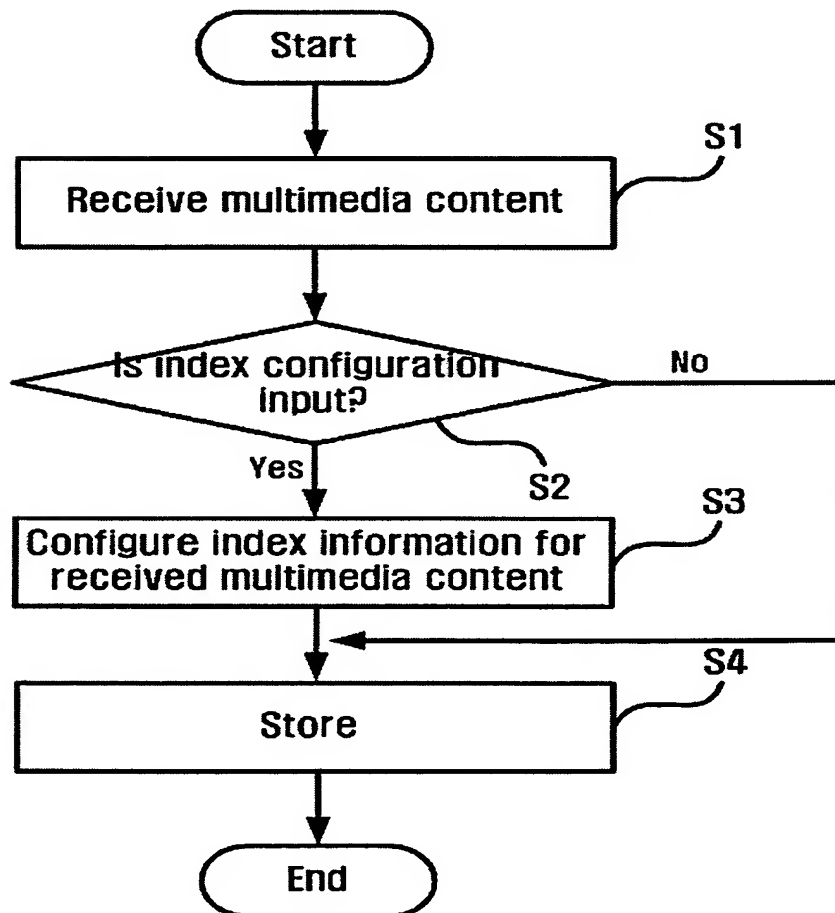 Start
S1
Receive multimedia content
Is index configuration
input?
No
Yes
S2
S3
Configure index information for
received multimedia content
S4
Store
End